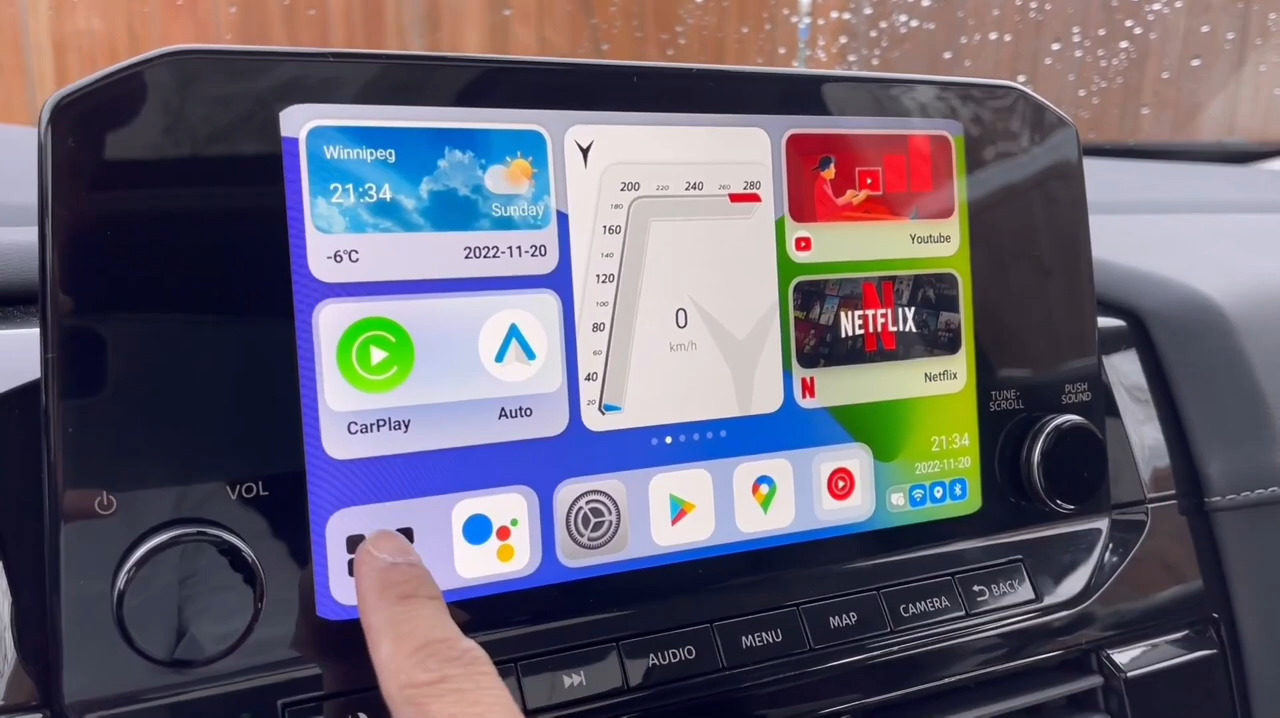 Winnipeg
21:34
Sunday
-6℃
2022-11-20
CarPlay
Auto
200 220 240 260 280
180
160
140
120
100
80
60
40
20
0
km/h
Youtube
NETFLIX
N
Netflix
21:34
2022-11-20
VOL
TUNE•
SCROLL
PUSH
SOUND
AUDIO
MENU
MAP
CAMERA
BACK